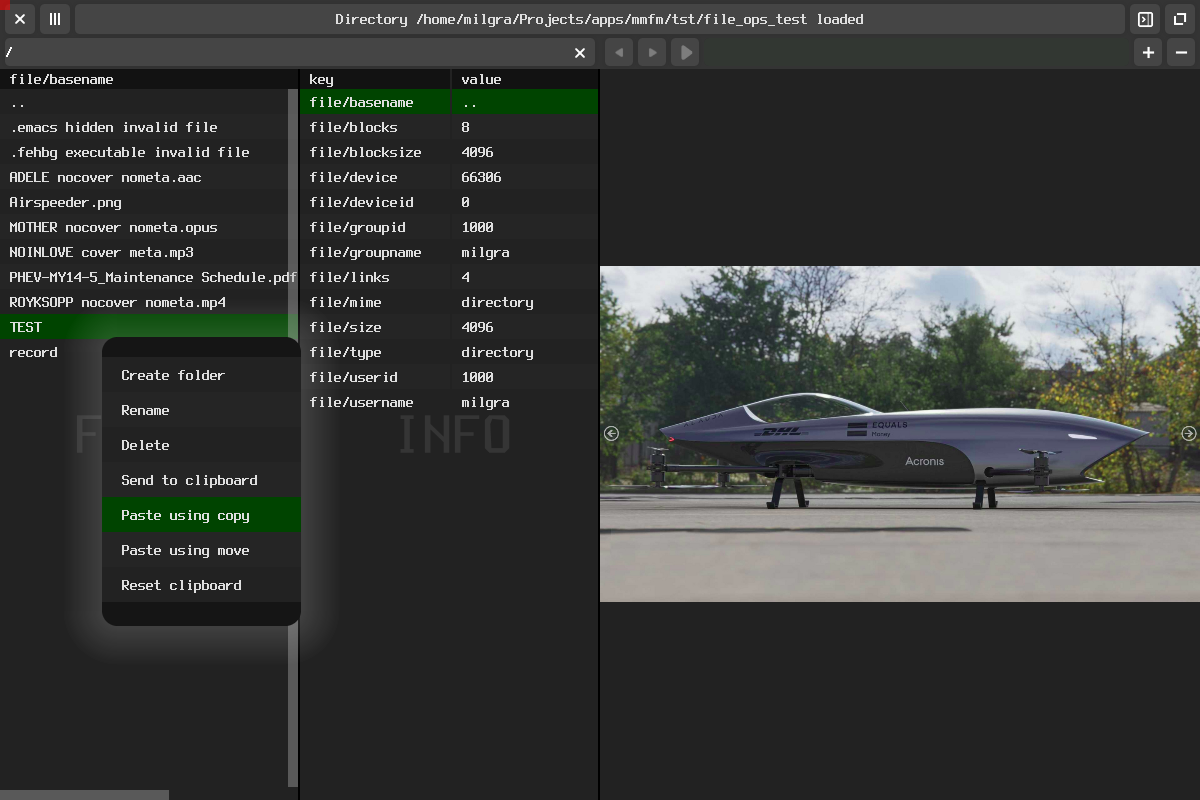 Directory /home/milgra/Projects/apps/mmfm/tst/file_ops_test loaded
/
file/basename
..
.emacs hidden invalid file
.fehbg executable invalid file
ADELE nocover nometa.aac
Airspeeder.png
MOTHER nocover nometa.opus
NOINLOVE cover meta.mp3
PHEV-MY14-5_Maintenance Schedule.pdf
ROYKSOPP nocover nometa.mp4
TEST
record
Create folder
Rename
Delete
Send to clipboard
Paste using copy
Paste using move
Reset clipboard
key value
file/basename ..
file/blocks 8
file/blocksize 4096
file/device 66306
file/deviceid 0
file/groupid 1000
file/groupname milgra
file/links 4
file/mime directory
file/size 4096
file/type directory
file/userid 1000
file/username milgra
INFO
DHL
EQUALS
Money
Acronis